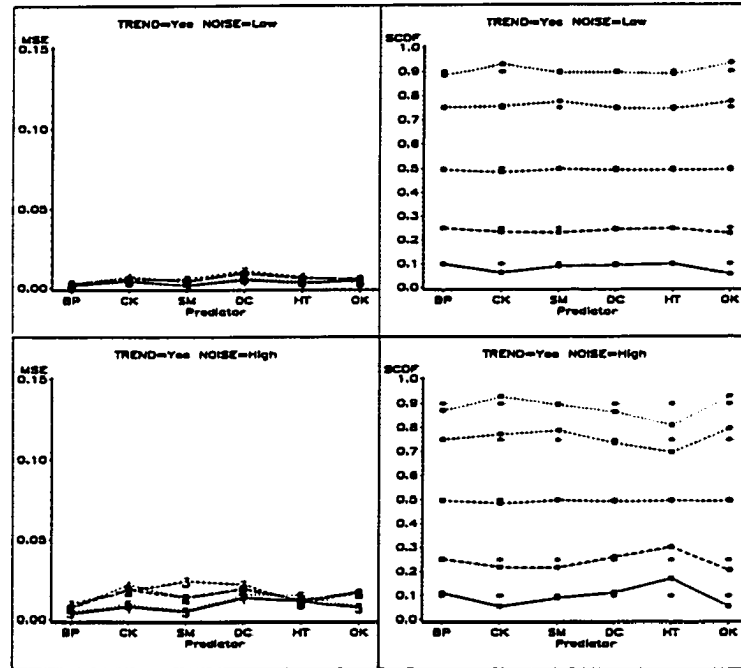 TREND=Yes NOISE=Low
MSE
0.15
0.10
0.05
0.00
BP CK SM DC HT OK
Predictor
TREND=Yes NOISE=Low
SCDF
1.0
0.9
0.8
0.7
0.6
0.5
0.4
0.3
0.2
0.1
0.0
BP CK SM DC HT OK
Predictor
TREND=Yes NOISE=High
MSE
0.15
0.10
0.05
0.00
BP CK SM DC HT OK
Predictor
TREND=Yes NOISE=High
SCDF
1.0
0.9
0.8
0.7
0.6
0.5
0.4
0.3
0.2
0.1
0.0
BP CK SM DC HT OK
Predictor